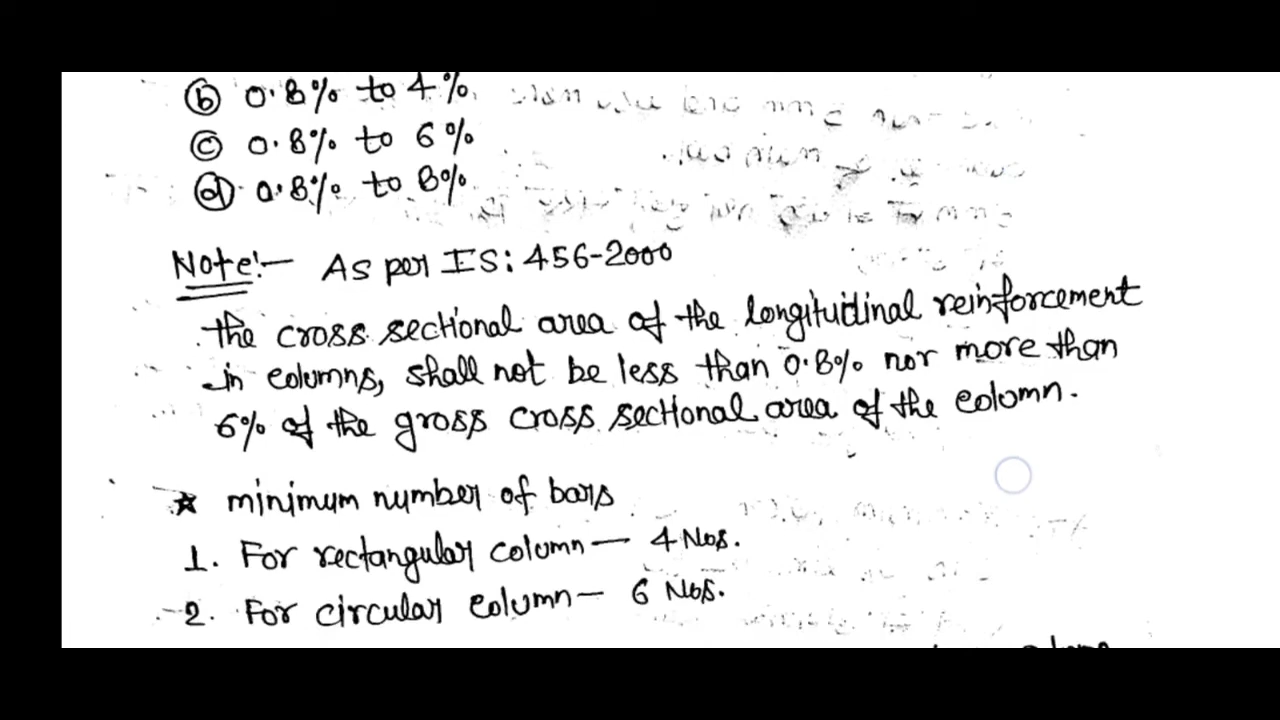 ⓑ 0.8% to 4%
ⓒ 0.8% to 6%
ⓓ 0.8% to 8%
Note:- As per IS: 456-2000
the cross sectional area of the longitudinal reinforcement
in columns, shall not be less than 0.8% nor more than
6% of the gross cross sectional area of the column.
* minimum number of bars
1. For rectangular column — 4 Nos.
2. For circular column — 6 Nos.